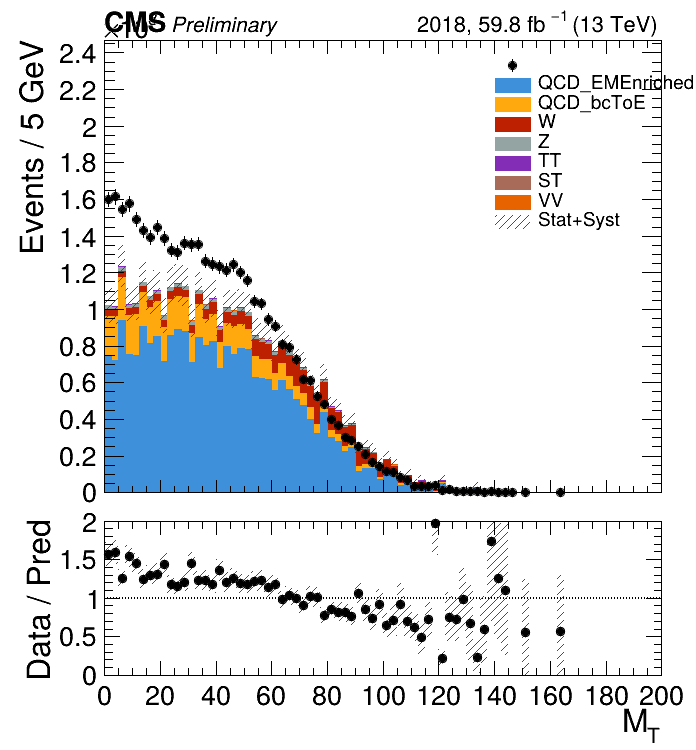 CMS Preliminary 2018, 59.8 fb⁻¹ (13 TeV)
Events / 5 GeV
2.4
2.2
2
1.8
1.6
1.4
1.2
1
0.8
0.6
0.4
0.2
0
QCD_EMEnriched
QCD_bcToE
W
Z
TT
ST
VV
Stat+Syst
Data / Pred
2
1.5
1
0.5
0
0 20 40 60 80 100 120 140 160 180 200
M_T